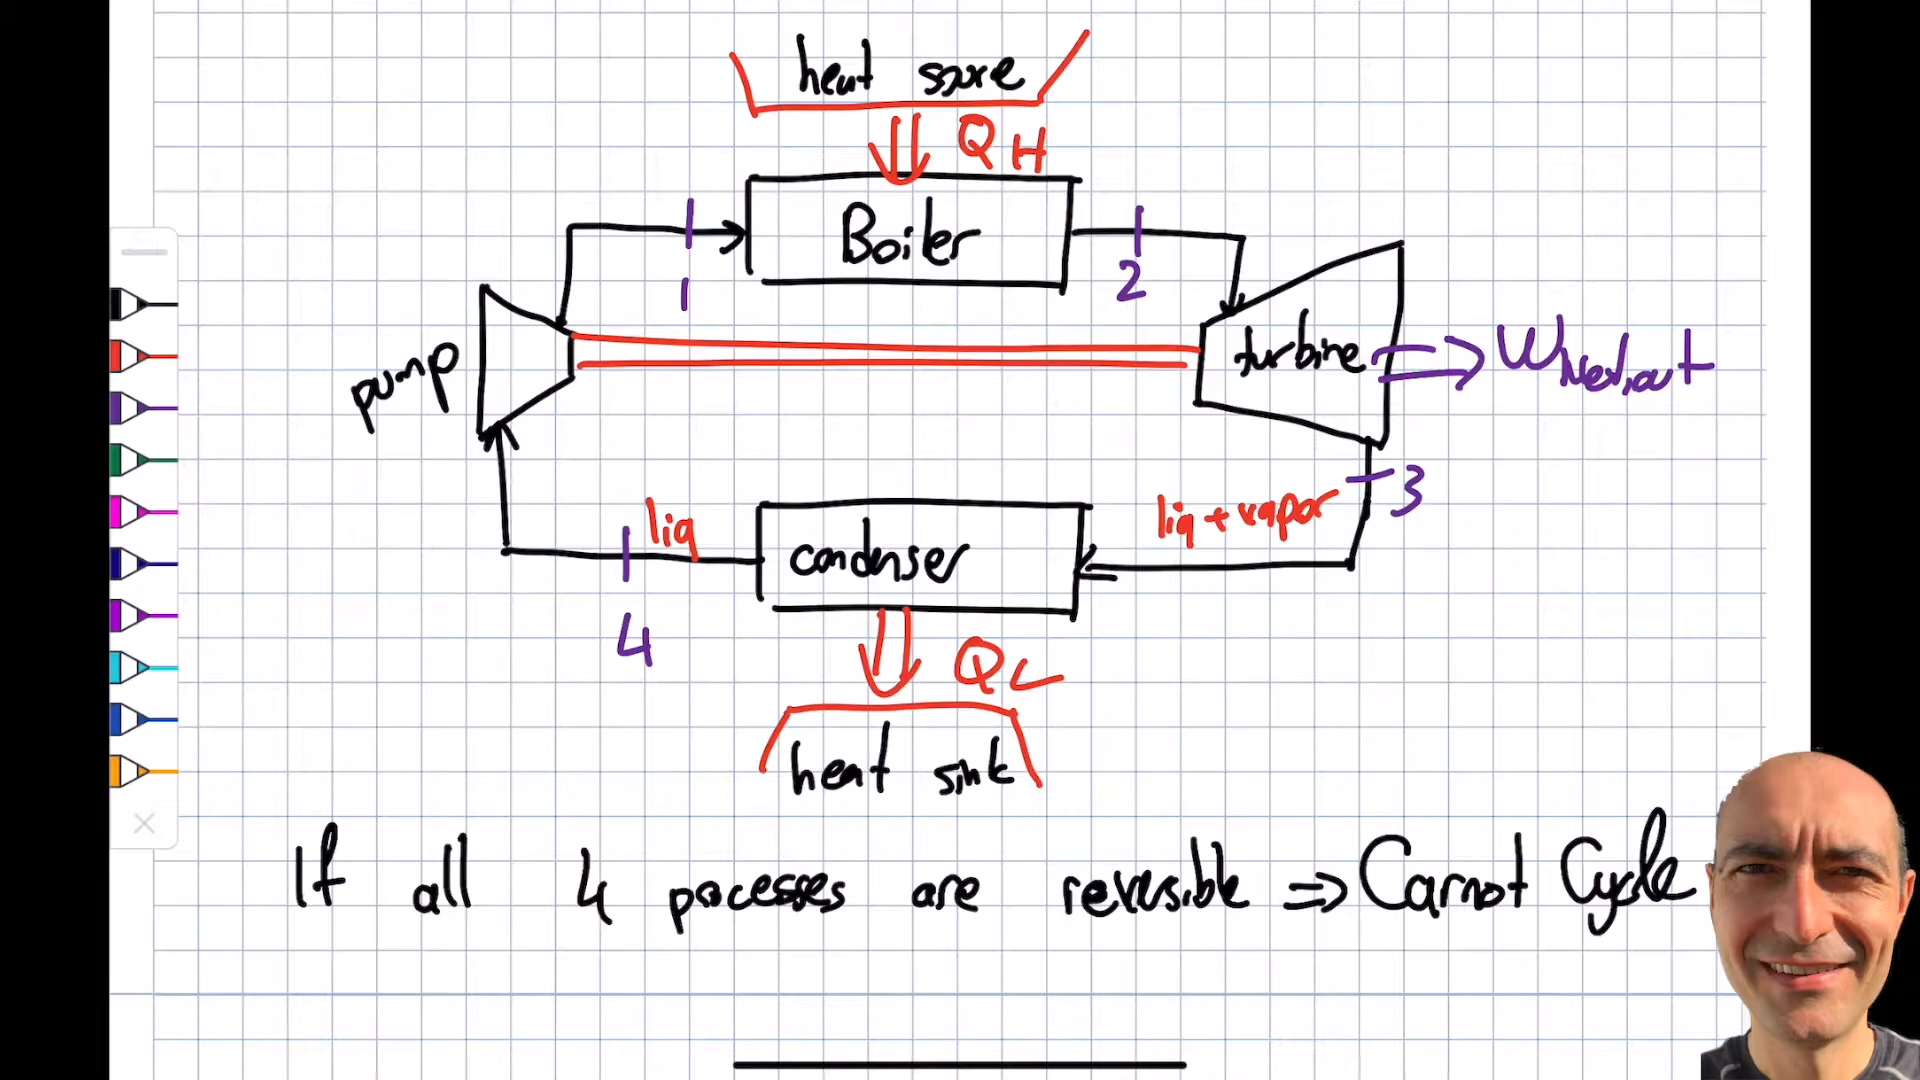 heat source
QH
Boiler
1
2
pump
turbine
WNet,out
3
liq + vapor
liq
condenser
4
QL
heat sink
If all 4 processes are reversible => Carnot Cycle